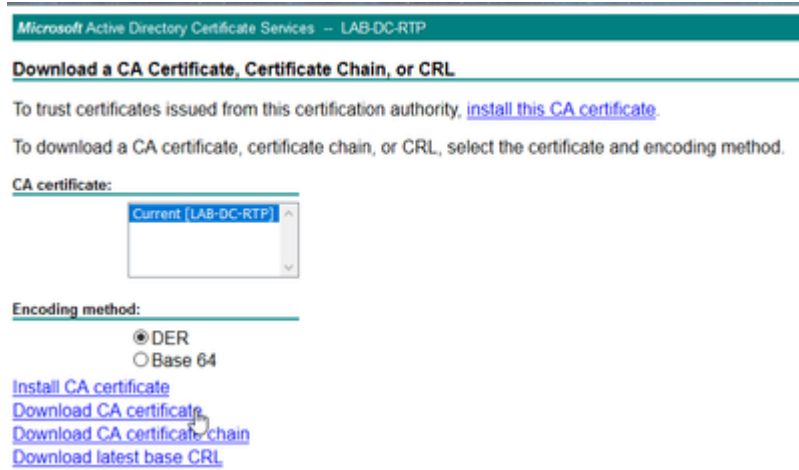 Microsoft Active Directory Certificate Services -- LAB-DC-RTP
Download a CA Certificate, Certificate Chain, or CRL
To trust certificates issued from this certification authority, install this CA certificate.
To download a CA certificate, certificate chain, or CRL, select the certificate and encoding method.
CA certificate:
Current [LAB-DC-RTP]
Encoding method:
DER
Base 64
Install CA certificate
Download CA certificate
Download CA certificate chain
Download latest base CRL